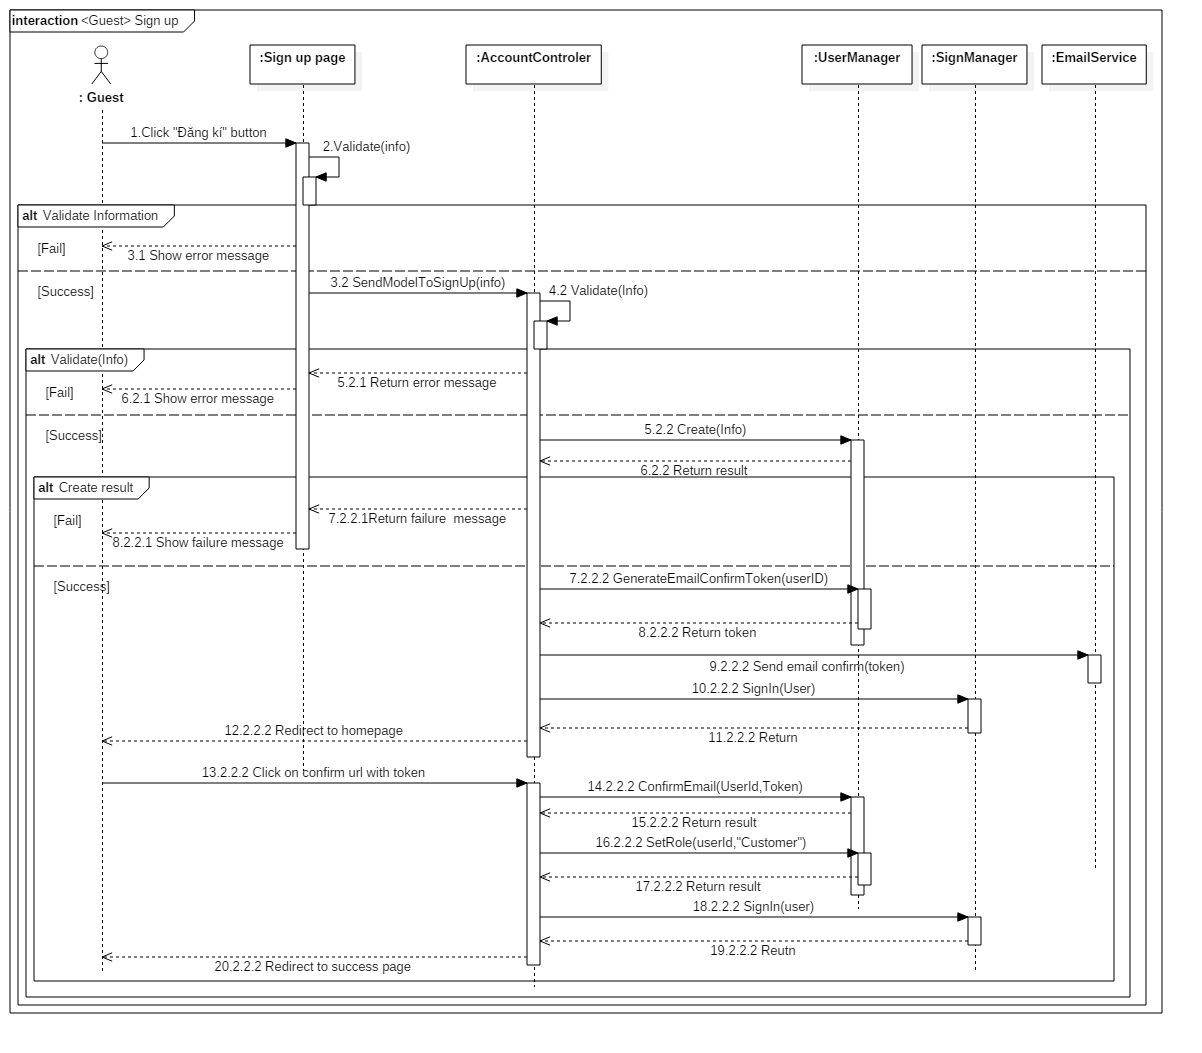 interaction <Guest> Sign up
: Guest
:Sign up page
:AccountControler
:UserManager
:SignManager
:EmailService
1.Click "Đăng kí" button
2.Validate(info)
alt Validate Information
[Fail]
3.1 Show error message
[Success]
3.2 SendModelToSignUp(info)
4.2 Validate(Info)
alt Validate(Info)
5.2.1 Return error message
[Fail]
6.2.1 Show error message
[Success]
5.2.2 Create(Info)
6.2.2 Return result
alt Create result
[Fail]
7.2.2.1Return failure  message
8.2.2.1 Show failure message
[Success]
7.2.2.2 GenerateEmailConfirmToken(userID)
8.2.2.2 Return token
9.2.2.2 Send email confirm(token)
10.2.2.2 SignIn(User)
11.2.2.2 Return
12.2.2.2 Redirect to homepage
13.2.2.2 Click on confirm url with token
14.2.2.2 ConfirmEmail(UserId,Token)
15.2.2.2 Return result
16.2.2.2 SetRole(userId,"Customer")
17.2.2.2 Return result
18.2.2.2 SignIn(user)
19.2.2.2 Reutn
20.2.2.2 Redirect to success page